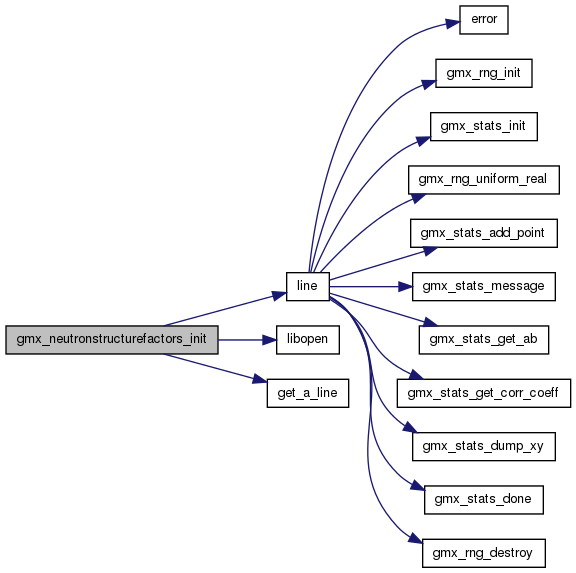 error
gmx_rng_init
gmx_stats_init
gmx_rng_uniform_real
gmx_stats_add_point
line
gmx_stats_message
gmx_neutronstructurefactors_init
libopen
gmx_stats_get_ab
get_a_line
gmx_stats_get_corr_coeff
gmx_stats_dump_xy
gmx_stats_done
gmx_rng_destroy